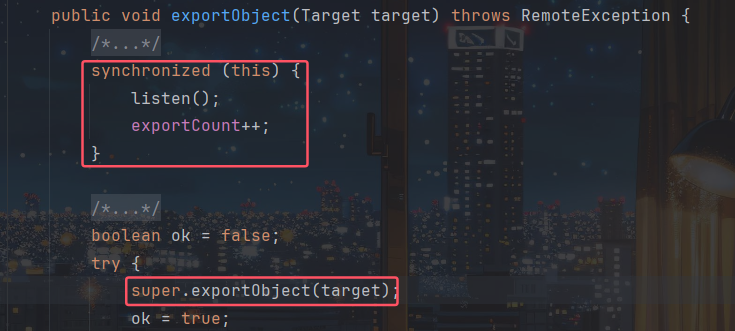 public void exportObject(Target target) throws RemoteException {
/*...*/
synchronized (this) {
listen();
exportCount++;
}
/*...*/
boolean ok = false;
try {
super.exportObject(target);
ok = true;